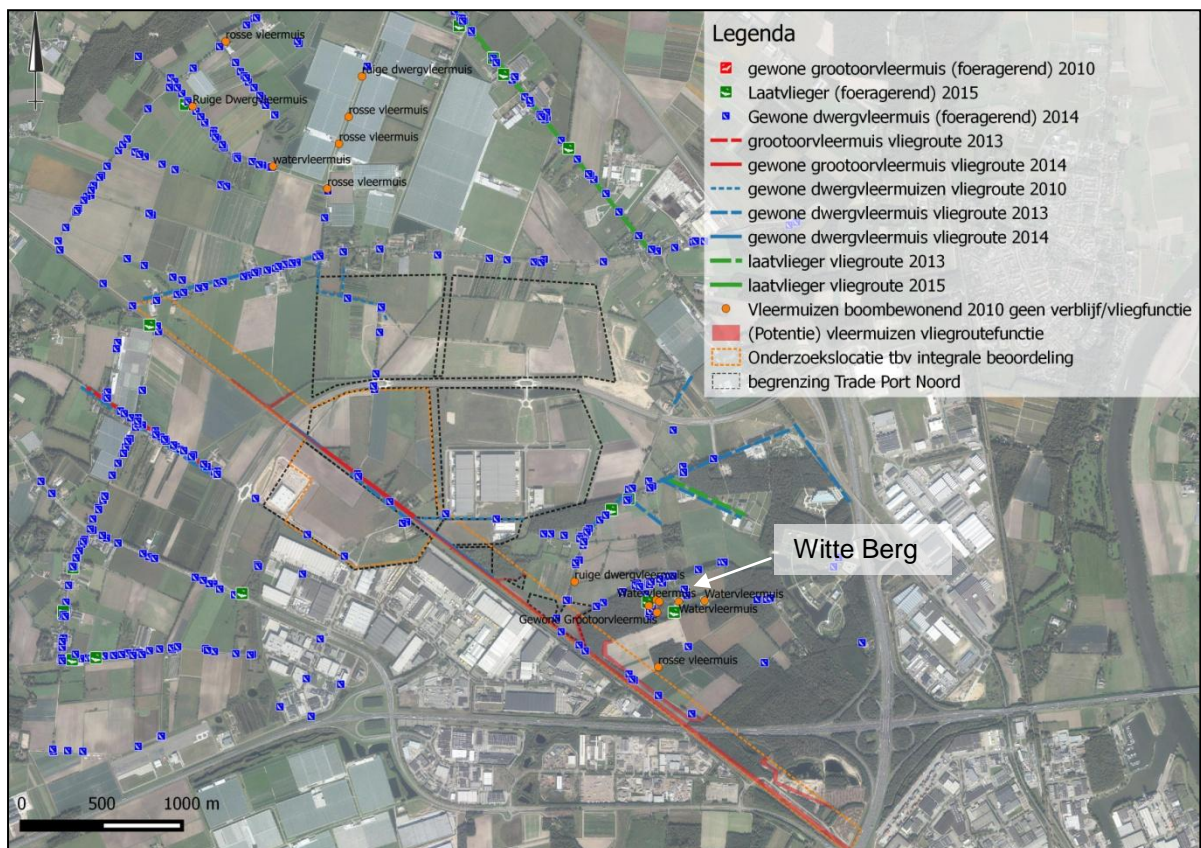 Legenda
gewone grootoorvleermuis (foeragerend) 2010
Laatvlieger (foeragerend) 2015
Gewone dwergvleermuis (foeragerend) 2014
grootoorvleermuis vliegroute 2013
gewone grootoorvleermuis vliegroute 2014
gewone dwergvleermuizen vliegroute 2010
gewone dwergvleermuis vliegroute 2013
gewone dwergvleermuis vliegroute 2014
laatvlieger vliegroute 2013
laatvlieger vliegroute 2015
Vleermuizen boombewonend 2010 geen verblijf/vliegfunctie
(Potentie) vleermuizen vliegroutefunctie
Onderzoekslocatie tbv integrale beoordeling
begrenzing Trade Port Noord
rosse vleermuis
ruige dwergvleermuis
Ruige Dwergvleermuis
rosse vleermuis
rosse vleermuis
watervleermuis
rosse vleermuis
Witte Berg
ruige dwergvleermuis
Watervleermuis
Watervleermuis
Watervleermuis
Gewone Grootoorvleermuis
rosse vleermuis
0 500 1000 m